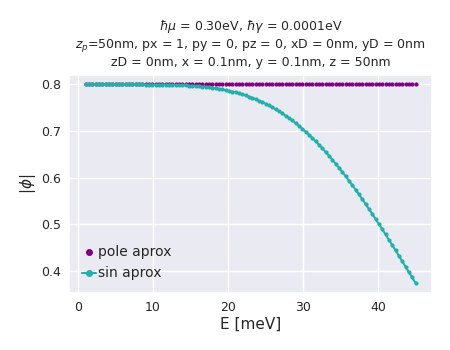 ħμ = 0.30eV, ħγ = 0.0001eV
zₚ=50nm, px = 1, py = 0, pz = 0, xD = 0nm, yD = 0nm
zD = 0nm, x = 0.1nm, y = 0.1nm, z = 50nm
|ϕ|
0.8
0.7
0.6
0.5
0.4
pole aprox
sin aprox
0 10 20 30 40
E [meV]